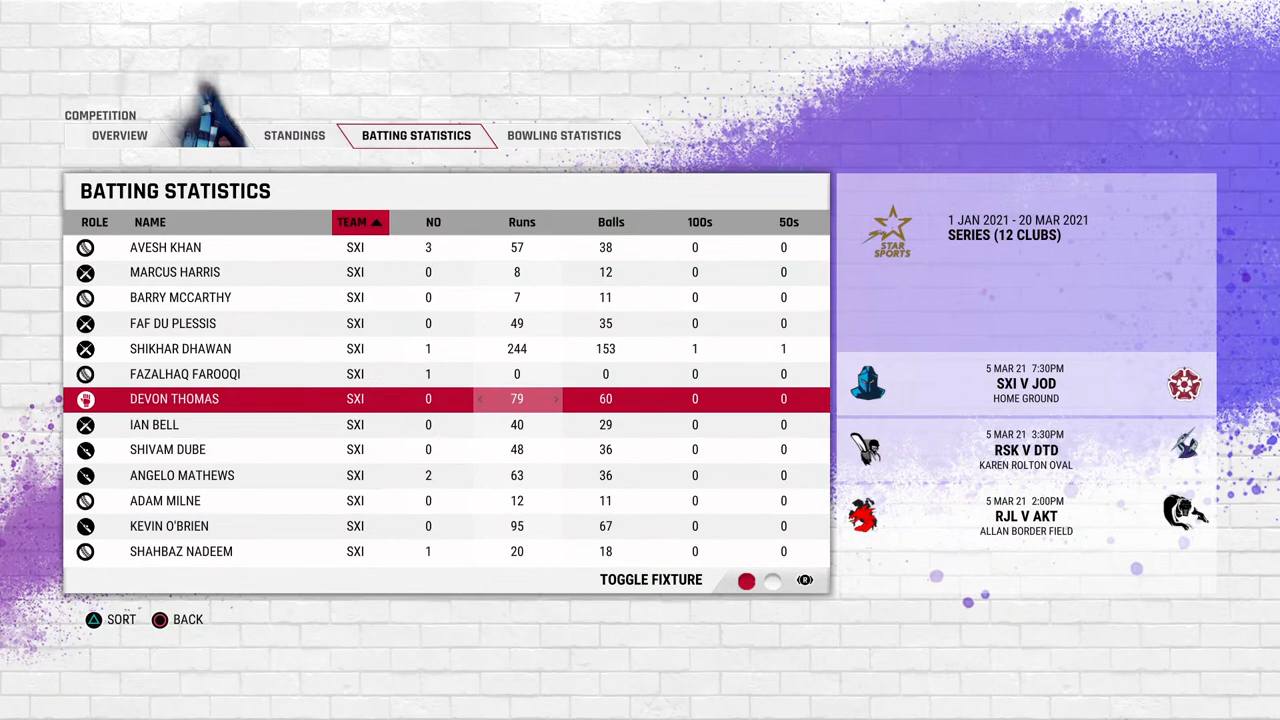 COMPETITION
OVERVIEW STANDINGS BATTING STATISTICS BOWLING STATISTICS
BATTING STATISTICS
ROLE NAME TEAM NO Runs Balls 100s 50s
AVESH KHAN SXI 3 57 38 0 0
MARCUS HARRIS SXI 0 8 12 0 0
BARRY MCCARTHY SXI 0 7 11 0 0
FAF DU PLESSIS SXI 0 49 35 0 0
SHIKHAR DHAWAN SXI 1 244 153 1 1
FAZALHAQ FAROOQI SXI 1 0 0 0 0
DEVON THOMAS SXI 0 79 60 0 0
IAN BELL SXI 0 40 29 0 0
SHIVAM DUBE SXI 0 48 36 0 0
ANGELO MATHEWS SXI 2 63 36 0 0
ADAM MILNE SXI 0 12 11 0 0
KEVIN O'BRIEN SXI 0 95 67 0 0
SHAHBAZ NADEEM SXI 1 20 18 0 0
TOGGLE FIXTURE R
SORT BACK
STAR
SPORTS
1 JAN 2021 - 20 MAR 2021
SERIES (12 CLUBS)
5 MAR 21 7:30PM
SXI V JOD
HOME GROUND
5 MAR 21 3:30PM
RSK V DTD
KAREN ROLTON OVAL
5 MAR 21 2:00PM
RJL V AKT
ALLAN BORDER FIELD